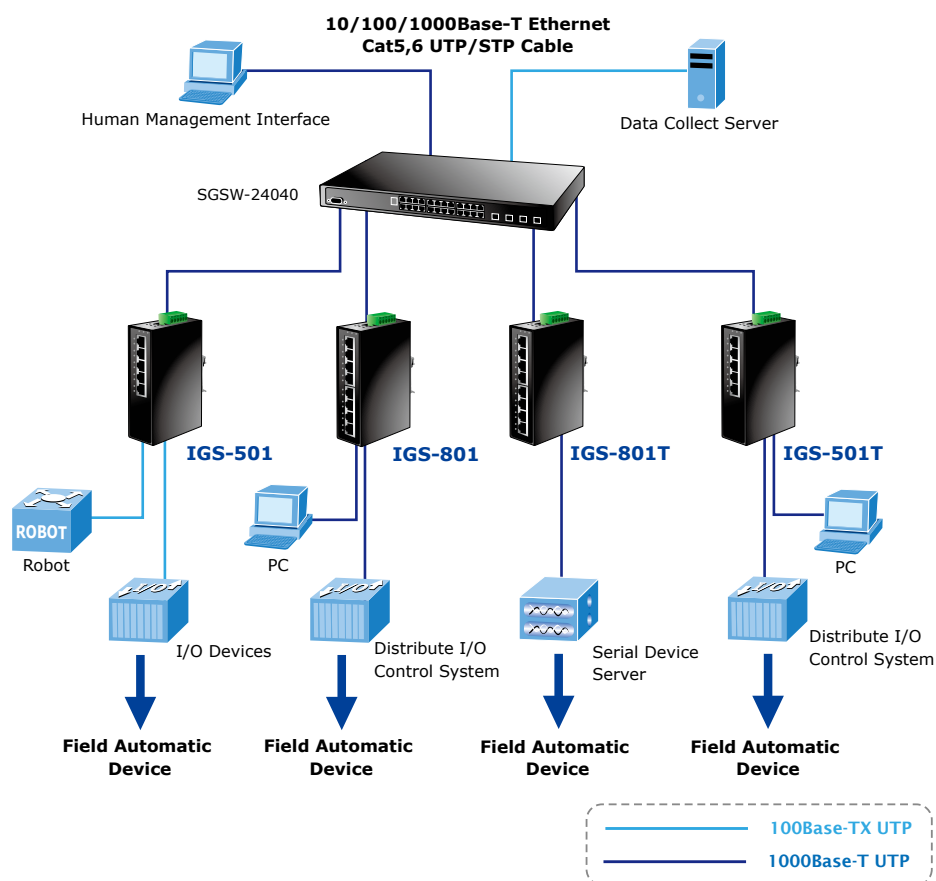 10/100/1000Base-T Ethernet
Cat5,6 UTP/STP Cable
Human Management Interface
Data Collect Server
SGSW-24040
IGS-501
IGS-801
IGS-801T
IGS-501T
ROBOT
Robot
PC
PC
I/O
I/O
I/O
I/O Devices
Distribute I/O
Control System
Serial Device
Server
Distribute I/O
Control System
Field Automatic
Device
Field Automatic
Device
Field Automatic
Device
Field Automatic
Device
100Base-TX UTP
1000Base-T UTP